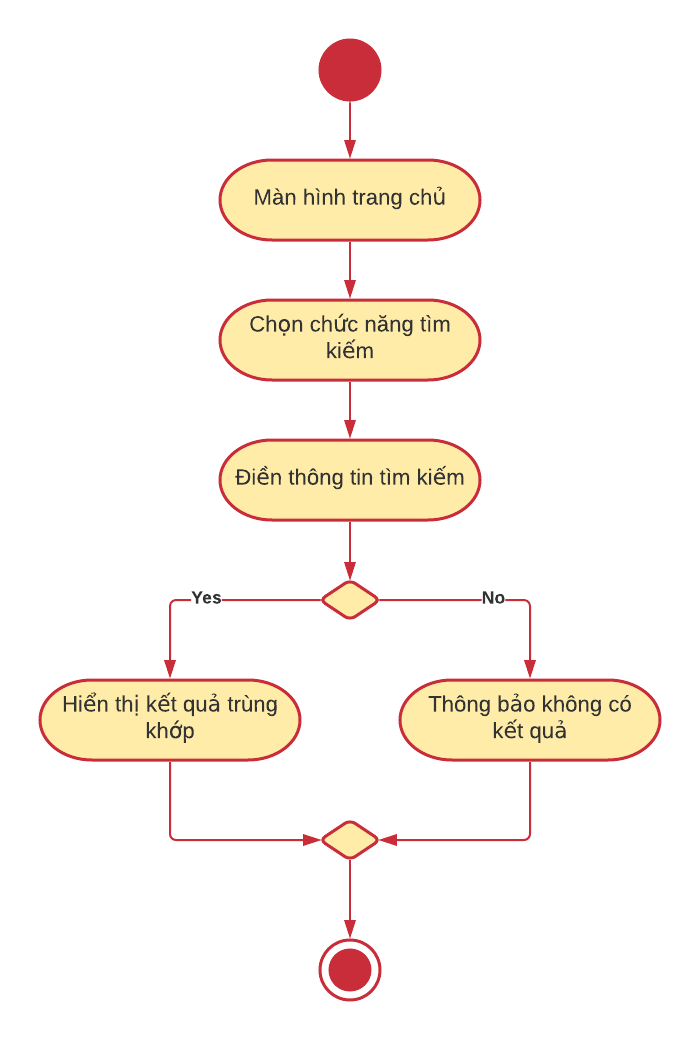 Màn hình trang chủ
Chọn chức năng tìm
kiếm
Điền thông tin tìm kiếm
Yes
No
Hiển thị kết quả trùng
khớp
Thông bảo không có
kết quả